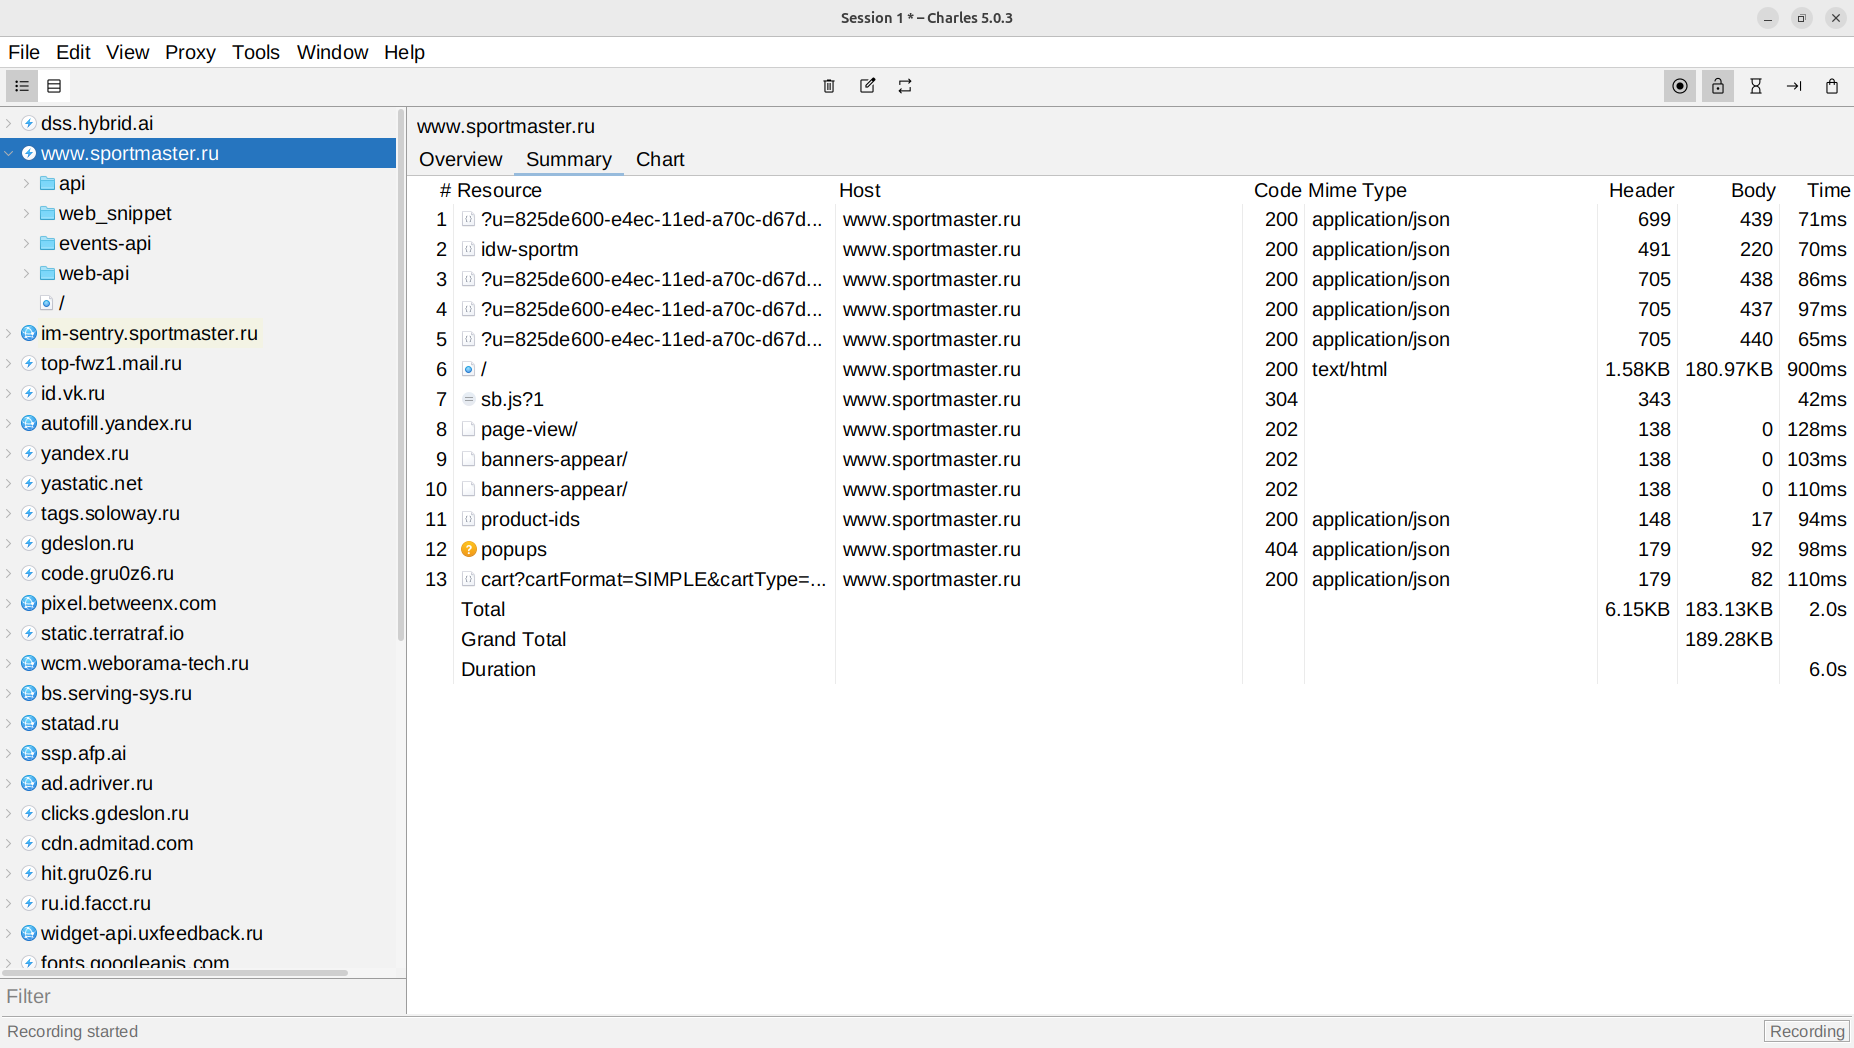 Session 1 * – Charles 5.0.3
File Edit View Proxy Tools Window Help
dss.hybrid.ai
www.sportmaster.ru
api
web_snippet
events-api
web-api
/
im-sentry.sportmaster.ru
top-fwz1.mail.ru
id.vk.ru
autofill.yandex.ru
yandex.ru
yastatic.net
tags.soloway.ru
gdeslon.ru
code.gru0z6.ru
pixel.betweenx.com
static.terratraf.io
wcm.weborama-tech.ru
bs.serving-sys.ru
statad.ru
ssp.afp.ai
ad.adriver.ru
clicks.gdeslon.ru
cdn.admitad.com
hit.gru0z6.ru
ru.id.facct.ru
widget-api.uxfeedback.ru
fonts.googleapis.com
Filter
www.sportmaster.ru
Overview Summary Chart
# Resource Host Code Mime Type Header Body Time
1 ?u=825de600-e4ec-11ed-a70c-d67d... www.sportmaster.ru 200 application/json 699 439 71ms
2 idw-sportm www.sportmaster.ru 200 application/json 491 220 70ms
3 ?u=825de600-e4ec-11ed-a70c-d67d... www.sportmaster.ru 200 application/json 705 438 86ms
4 ?u=825de600-e4ec-11ed-a70c-d67d... www.sportmaster.ru 200 application/json 705 437 97ms
5 ?u=825de600-e4ec-11ed-a70c-d67d... www.sportmaster.ru 200 application/json 705 440 65ms
6 / www.sportmaster.ru 200 text/html 1.58KB 180.97KB 900ms
7 sb.js?1 www.sportmaster.ru 304 343 42ms
8 page-view/ www.sportmaster.ru 202 138 0 128ms
9 banners-appear/ www.sportmaster.ru 202 138 0 103ms
10 banners-appear/ www.sportmaster.ru 202 138 0 110ms
11 product-ids www.sportmaster.ru 200 application/json 148 17 94ms
12 popups www.sportmaster.ru 404 application/json 179 92 98ms
13 cart?cartFormat=SIMPLE&cartType=... www.sportmaster.ru 200 application/json 179 82 110ms
Total 6.15KB 183.13KB 2.0s
Grand Total 189.28KB
Duration 6.0s
Recording started
Recording